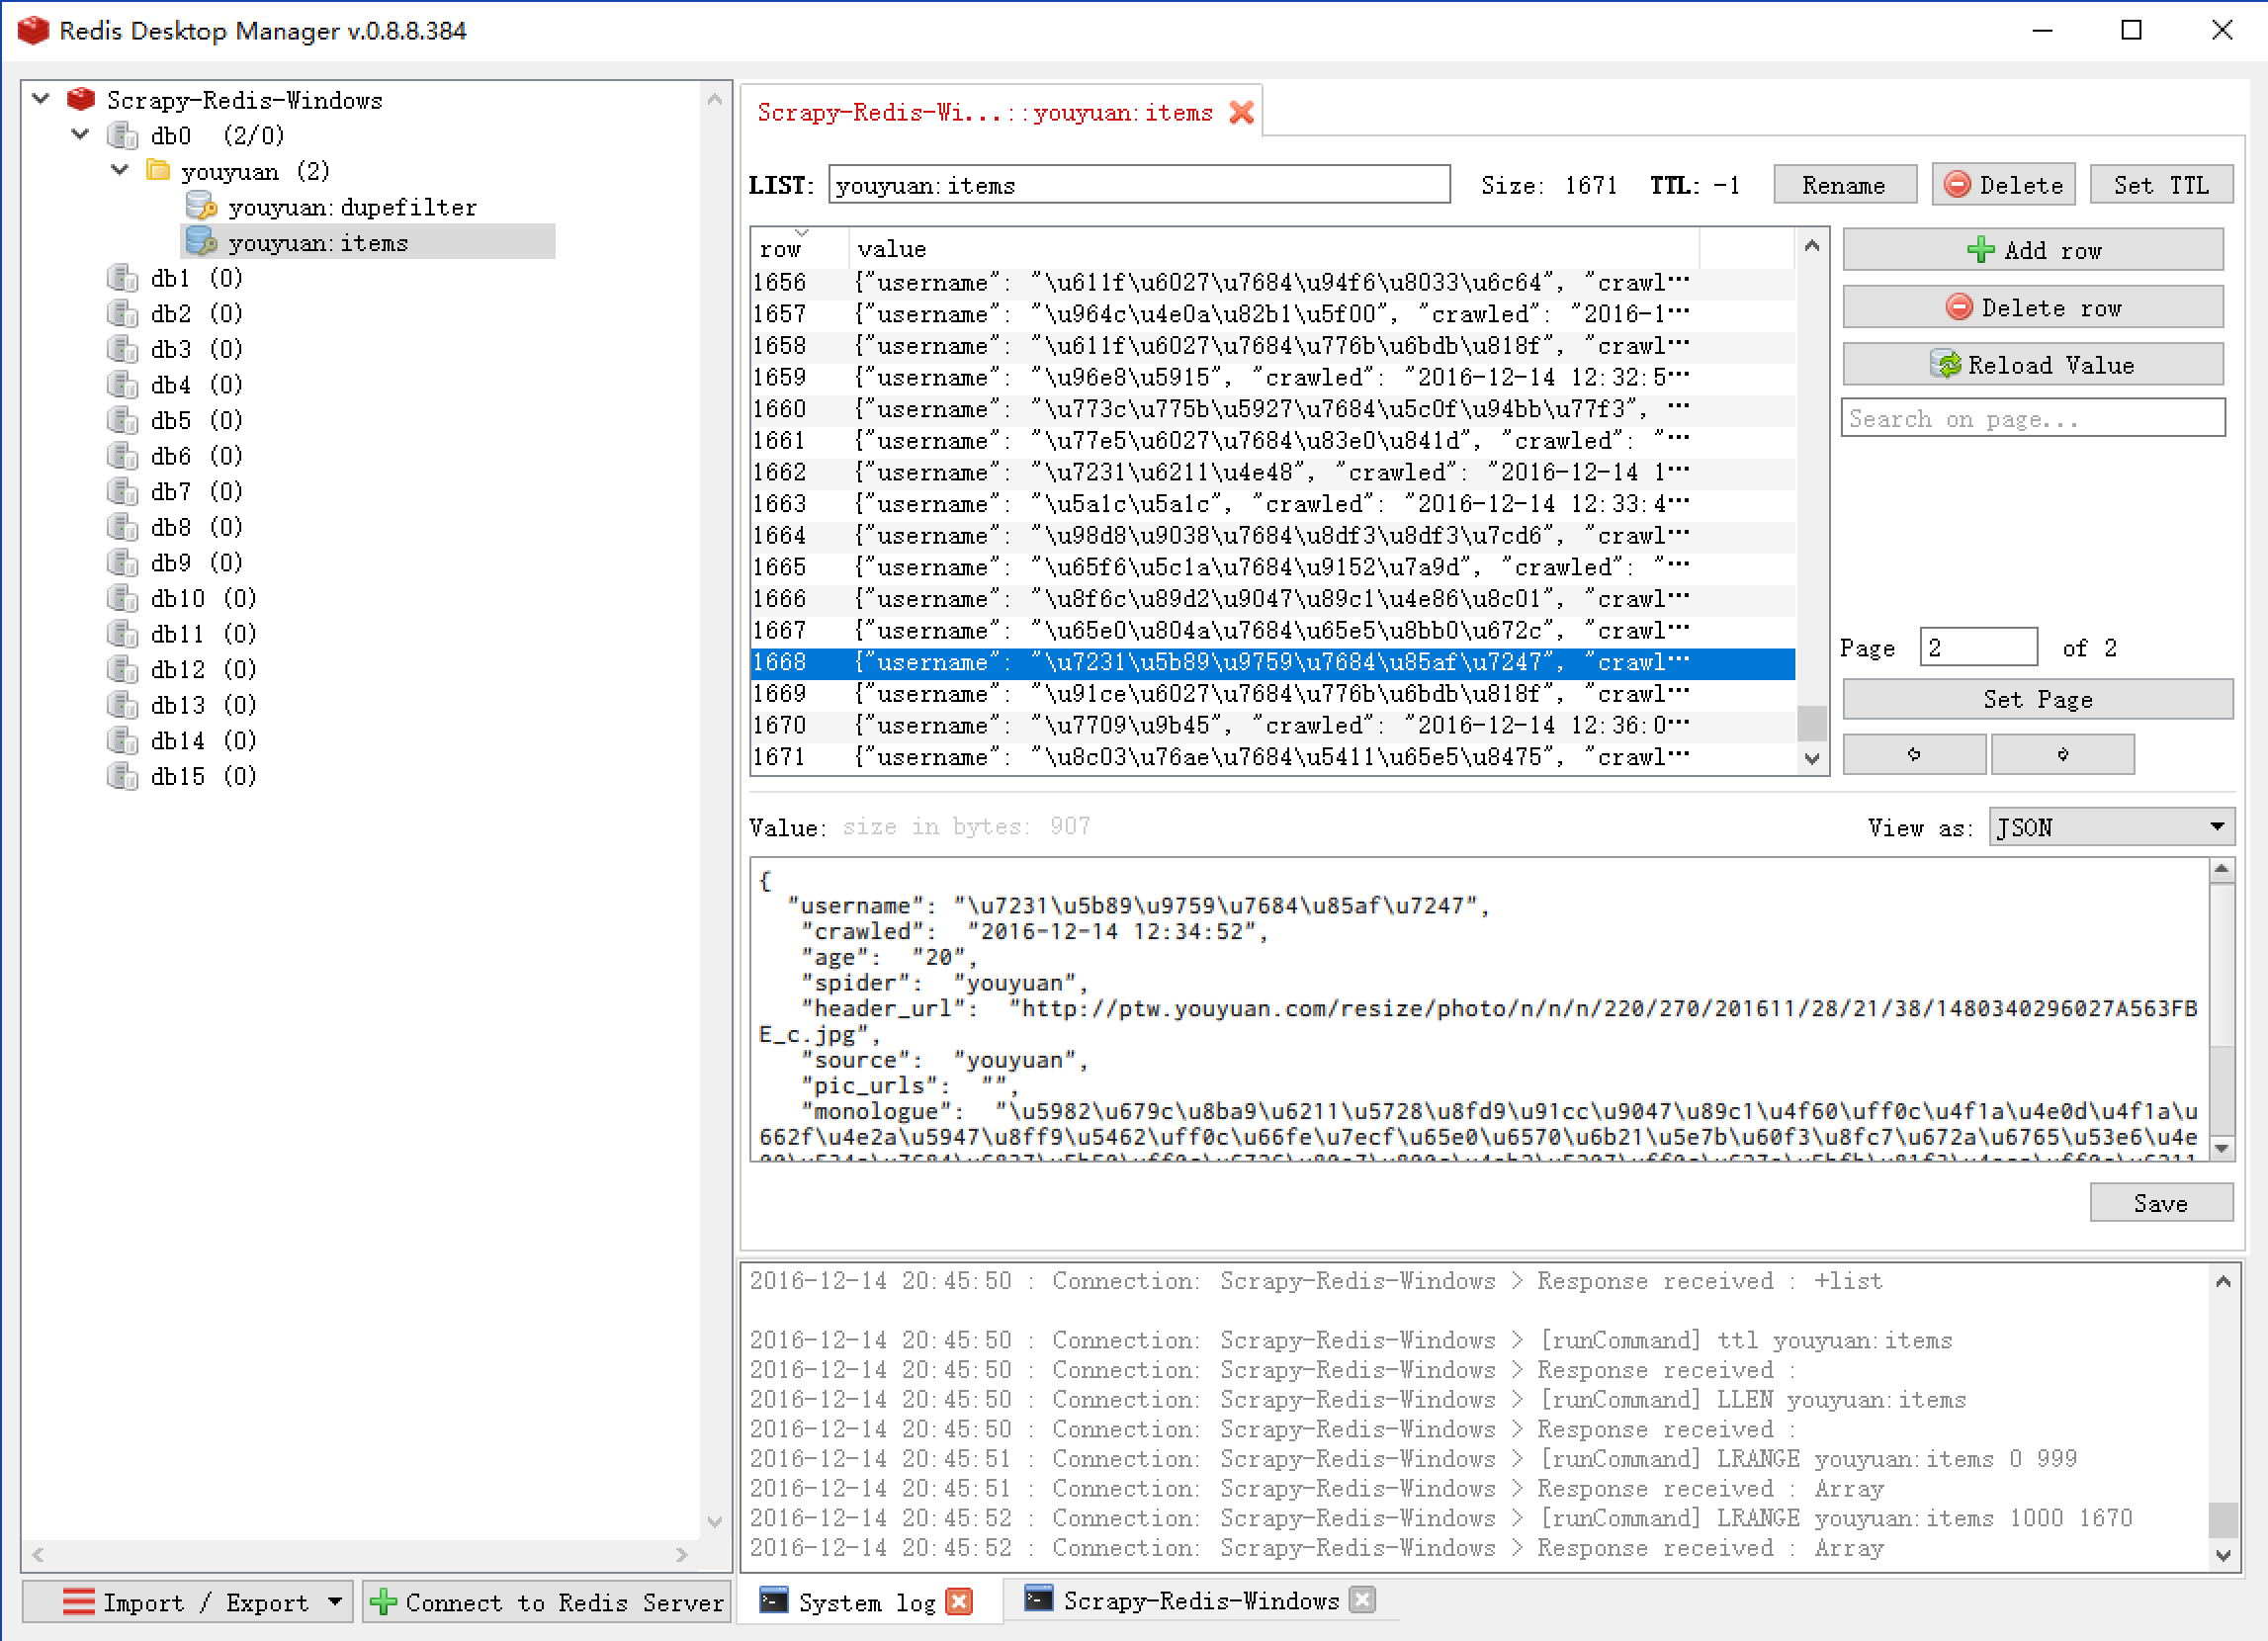 Redis Desktop Manager v.0.8.8.384
Scrapy-Redis-Windows
db0 (2/0)
youyuan (2)
youyuan:dupefilter
youyuan:items
db1 (0)
db2 (0)
db3 (0)
db4 (0)
db5 (0)
db6 (0)
db7 (0)
db8 (0)
db9 (0)
db10 (0)
db11 (0)
db12 (0)
db13 (0)
db14 (0)
db15 (0)
Import / Export
Connect to Redis Server
Scrapy-Redis-Wi...::youyuan:items
LIST: youyuan:items Size: 1671 TTL: -1 Rename Delete Set TTL
row value
1656 {"username": "\u611f\u6027\u7684\u94f6\u8033\u6c64", "crawl…
1657 {"username": "\u964c\u4e0a\u82b1\u5f00", "crawled": "2016-1…
1658 {"username": "\u611f\u6027\u7684\u776b\u6bdb\u818f", "crawl…
1659 {"username": "\u96e8\u5915", "crawled": "2016-12-14 12:32:5…
1660 {"username": "\u773c\u775b\u5927\u7684\u5c0f\u94bb\u77f3", …
1661 {"username": "\u77e5\u6027\u7684\u83e0\u841d", "crawled": "…
1662 {"username": "\u7231\u6211\u4e48", "crawled": "2016-12-14 1…
1663 {"username": "\u5a1c\u5a1c", "crawled": "2016-12-14 12:33:4…
1664 {"username": "\u98d8\u9038\u7684\u8df3\u8df3\u7cd6", "crawl…
1665 {"username": "\u65f6\u5c1a\u7684\u9152\u7a9d", "crawled": "…
1666 {"username": "\u8f6c\u89d2\u9047\u89c1\u4e86\u8c01", "crawl…
1667 {"username": "\u65e0\u804a\u7684\u65e5\u8bb0\u672c", "crawl…
1668 {"username": "\u7231\u5b89\u9759\u7684\u85af\u7247", "crawl…
1669 {"username": "\u91ce\u6027\u7684\u776b\u6bdb\u818f", "crawl…
1670 {"username": "\u7709\u9b45", "crawled": "2016-12-14 12:36:0…
1671 {"username": "\u8c03\u76ae\u7684\u5411\u65e5\u8475", "crawl…
Add row
Delete row
Reload Value
Search on page...
Page 2 of 2
Set Page
Value: size in bytes: 907 View as: JSON
{
"username": "\u7231\u5b89\u9759\u7684\u85af\u7247",
"crawled": "2016-12-14 12:34:52",
"age": "20",
"spider": "youyuan",
"header_url": "http://ptw.youyuan.com/resize/photo/n/n/n/220/270/201611/28/21/38/1480340296027A563FB
E_c.jpg",
"source": "youyuan",
"pic_urls": "",
"monologue": "\u5982\u679c\u8ba9\u6211\u5728\u8fd9\u91cc\u9047\u89c1\u4f60\uff0c\u4f1a\u4e0d\u4f1a\u
662f\u4e2a\u5947\u8ff9\u5462\uff0c\u66fe\u7ecf\u65e0\u6570\u6b21\u5e7b\u60f3\u8fc7\u672a\u6765\u53e6\u4e
Save
2016-12-14 20:45:50 : Connection: Scrapy-Redis-Windows > Response received : +list
2016-12-14 20:45:50 : Connection: Scrapy-Redis-Windows > [runCommand] ttl youyuan:items
2016-12-14 20:45:50 : Connection: Scrapy-Redis-Windows > Response received :
2016-12-14 20:45:50 : Connection: Scrapy-Redis-Windows > [runCommand] LLEN youyuan:items
2016-12-14 20:45:50 : Connection: Scrapy-Redis-Windows > Response received :
2016-12-14 20:45:51 : Connection: Scrapy-Redis-Windows > [runCommand] LRANGE youyuan:items 0 999
2016-12-14 20:45:51 : Connection: Scrapy-Redis-Windows > Response received : Array
2016-12-14 20:45:52 : Connection: Scrapy-Redis-Windows > [runCommand] LRANGE youyuan:items 1000 1670
2016-12-14 20:45:52 : Connection: Scrapy-Redis-Windows > Response received : Array
System log
Scrapy-Redis-Windows